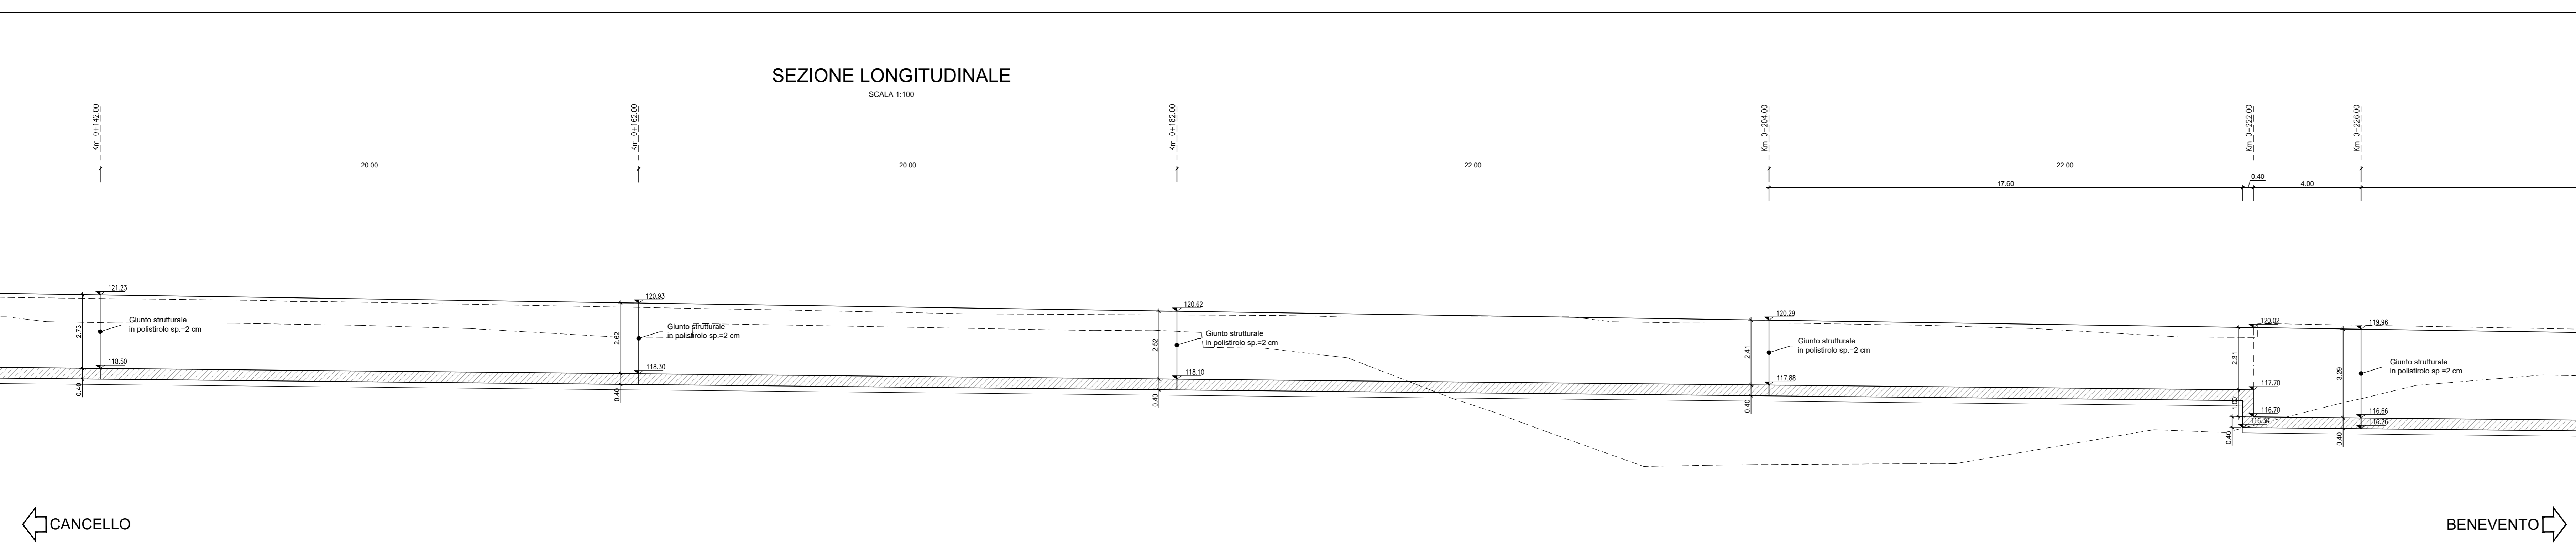 SEZIONE LONGITUDINALE
SCALA 1:100
Km 0+142.00
Km 0+162.00
Km 0+182.00
Km 0+204.00
Km 0+222.00
Km 0+226.00
20.00
20.00
22.00
22.00
17.60
0.40
4.00
121.23
2.73
Giunto strutturale
in polistirolo sp.=2 cm
118.50
0.40
120.93
2.62
Giunto strutturale
in polistirolo sp.=2 cm
118.30
0.40
120.62
2.52
Giunto strutturale
in polistirolo sp.=2 cm
118.10
0.40
120.29
2.41
Giunto strutturale
in polistirolo sp.=2 cm
117.88
0.40
120.02
2.31
117.70
1.00
116.70
116.30
0.40
119.96
3.29
Giunto strutturale
in polistirolo sp.=2 cm
116.66
116.26
0.40
CANCELLO
BENEVENTO